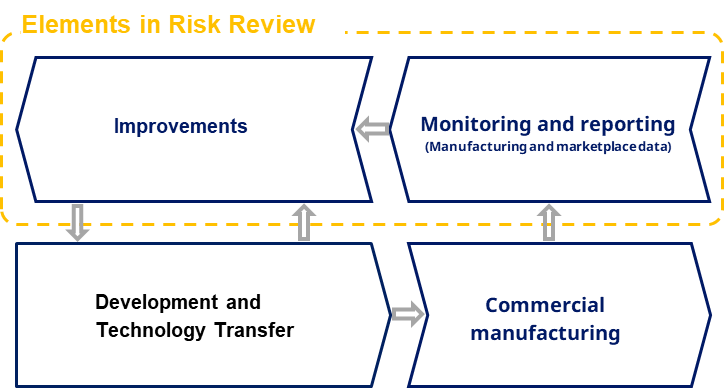 Elements in Risk Review
Improvements
Monitoring and reporting
(Manufacturing and marketplace data)
Development and
Technology Transfer
Commercial
manufacturing